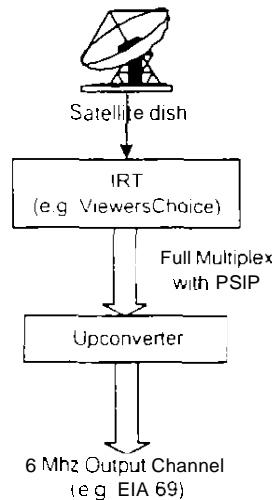 Satellite dish
IRT
(e.g. ViewersChoice)
Full Multiplex
with PSIP
Upconverter
6 Mhz Output Channel
(e.g EIA 69)